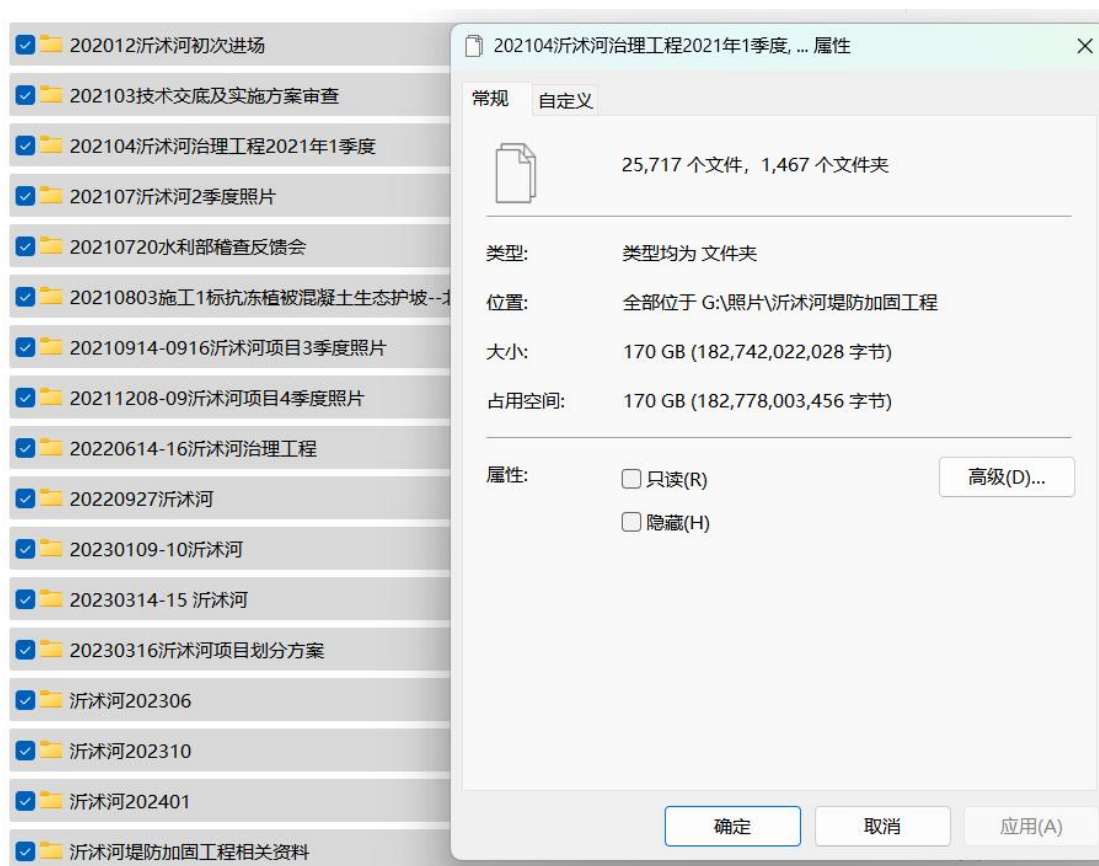 202012沂沭河初次进场
202103技术交底及实施方案审查
202104沂沭河治理工程2021年1季度
202107沂沭河2季度照片
20210720水利部稽查反馈会
20210803施工1标抗冻植被混凝土生态护坡--北
20210914-0916沂沭河项目3季度照片
20211208-09沂沭河项目4季度照片
20220614-16沂沭河治理工程
20220927沂沭河
20230109-10沂沭河
20230314-15 沂沭河
20230316沂沭河项目划分方案
沂沭河202306
沂沭河202310
沂沭河202401
沂沭河堤防加固工程相关资料
202104沂沭河治理工程2021年1季度, ... 属性
常规 自定义
25,717 个文件，1,467 个文件夹
类型: 类型均为 文件夹
位置: 全部位于 G:\照片\沂沭河堤防加固工程
大小: 170 GB (182,742,022,028 字节)
占用空间: 170 GB (182,778,003,456 字节)
属性: 只读(R) 高级(D)...
隐藏(H)
确定 取消 应用(A)